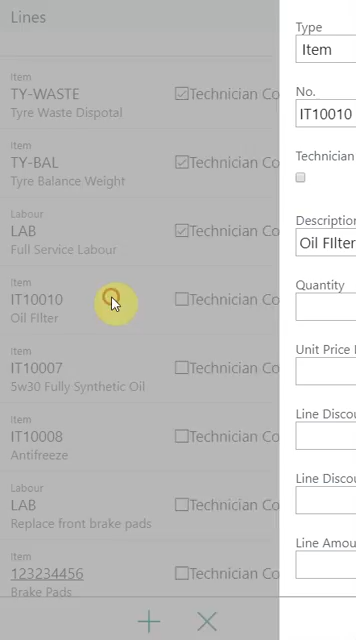 Lines
Item
TY-WASTE
Tyre Waste Dispotal
Technician Co
Item
TY-BAL
Tyre Balance Weight
Technician Co
Labour
LAB
Full Service Labour
Technician Co
Item
IT10010
Oil FIlter
Technician Co
Item
IT10007
5w30 Fully Synthetic Oil
Technician Co
Item
IT10008
Antifreeze
Technician Co
Labour
LAB
Replace front brake pads
Technician Co
Item
123234456
Brake Pads
Technician Co
Type
Item
No.
IT10010
Technician
Description
Oil FIlter
Quantity
Unit Price
Line Discou
Line Discou
Line Amou